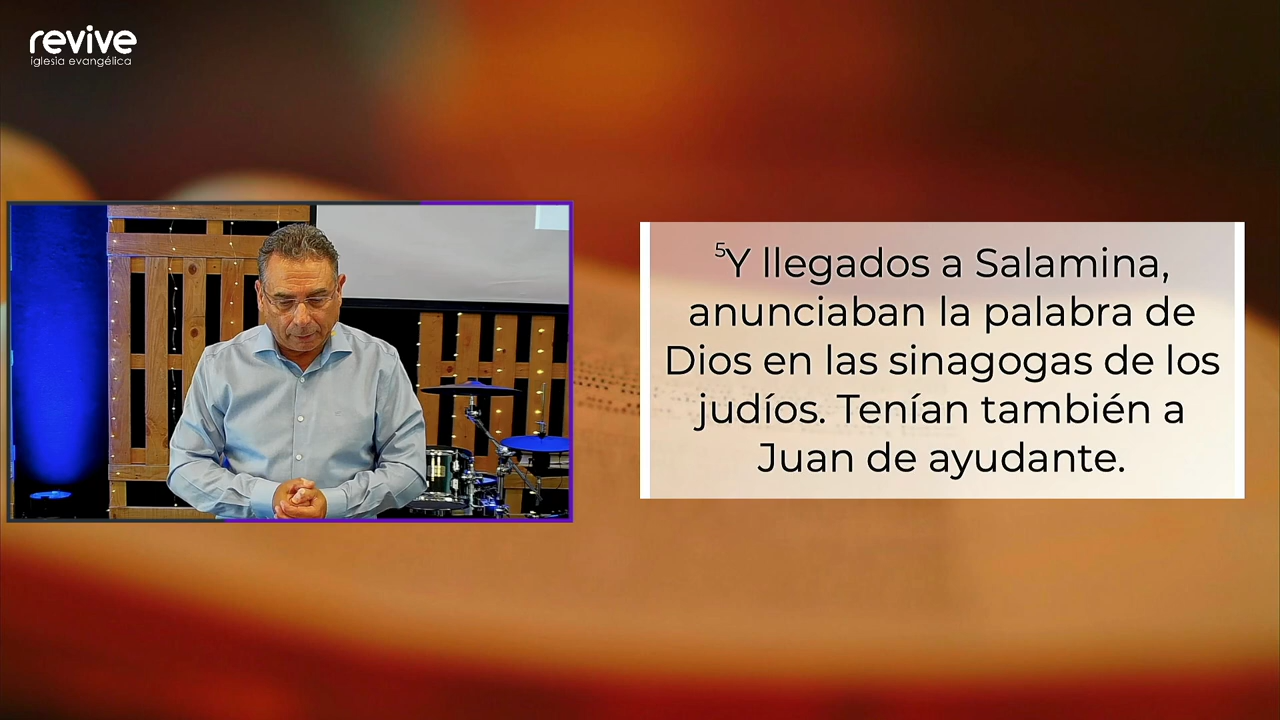 revive
iglesia evangélica
⁵Y llegados a Salamina,
anunciaban la palabra de
Dios en las sinagogas de los
judíos. Tenían también a
Juan de ayudante.